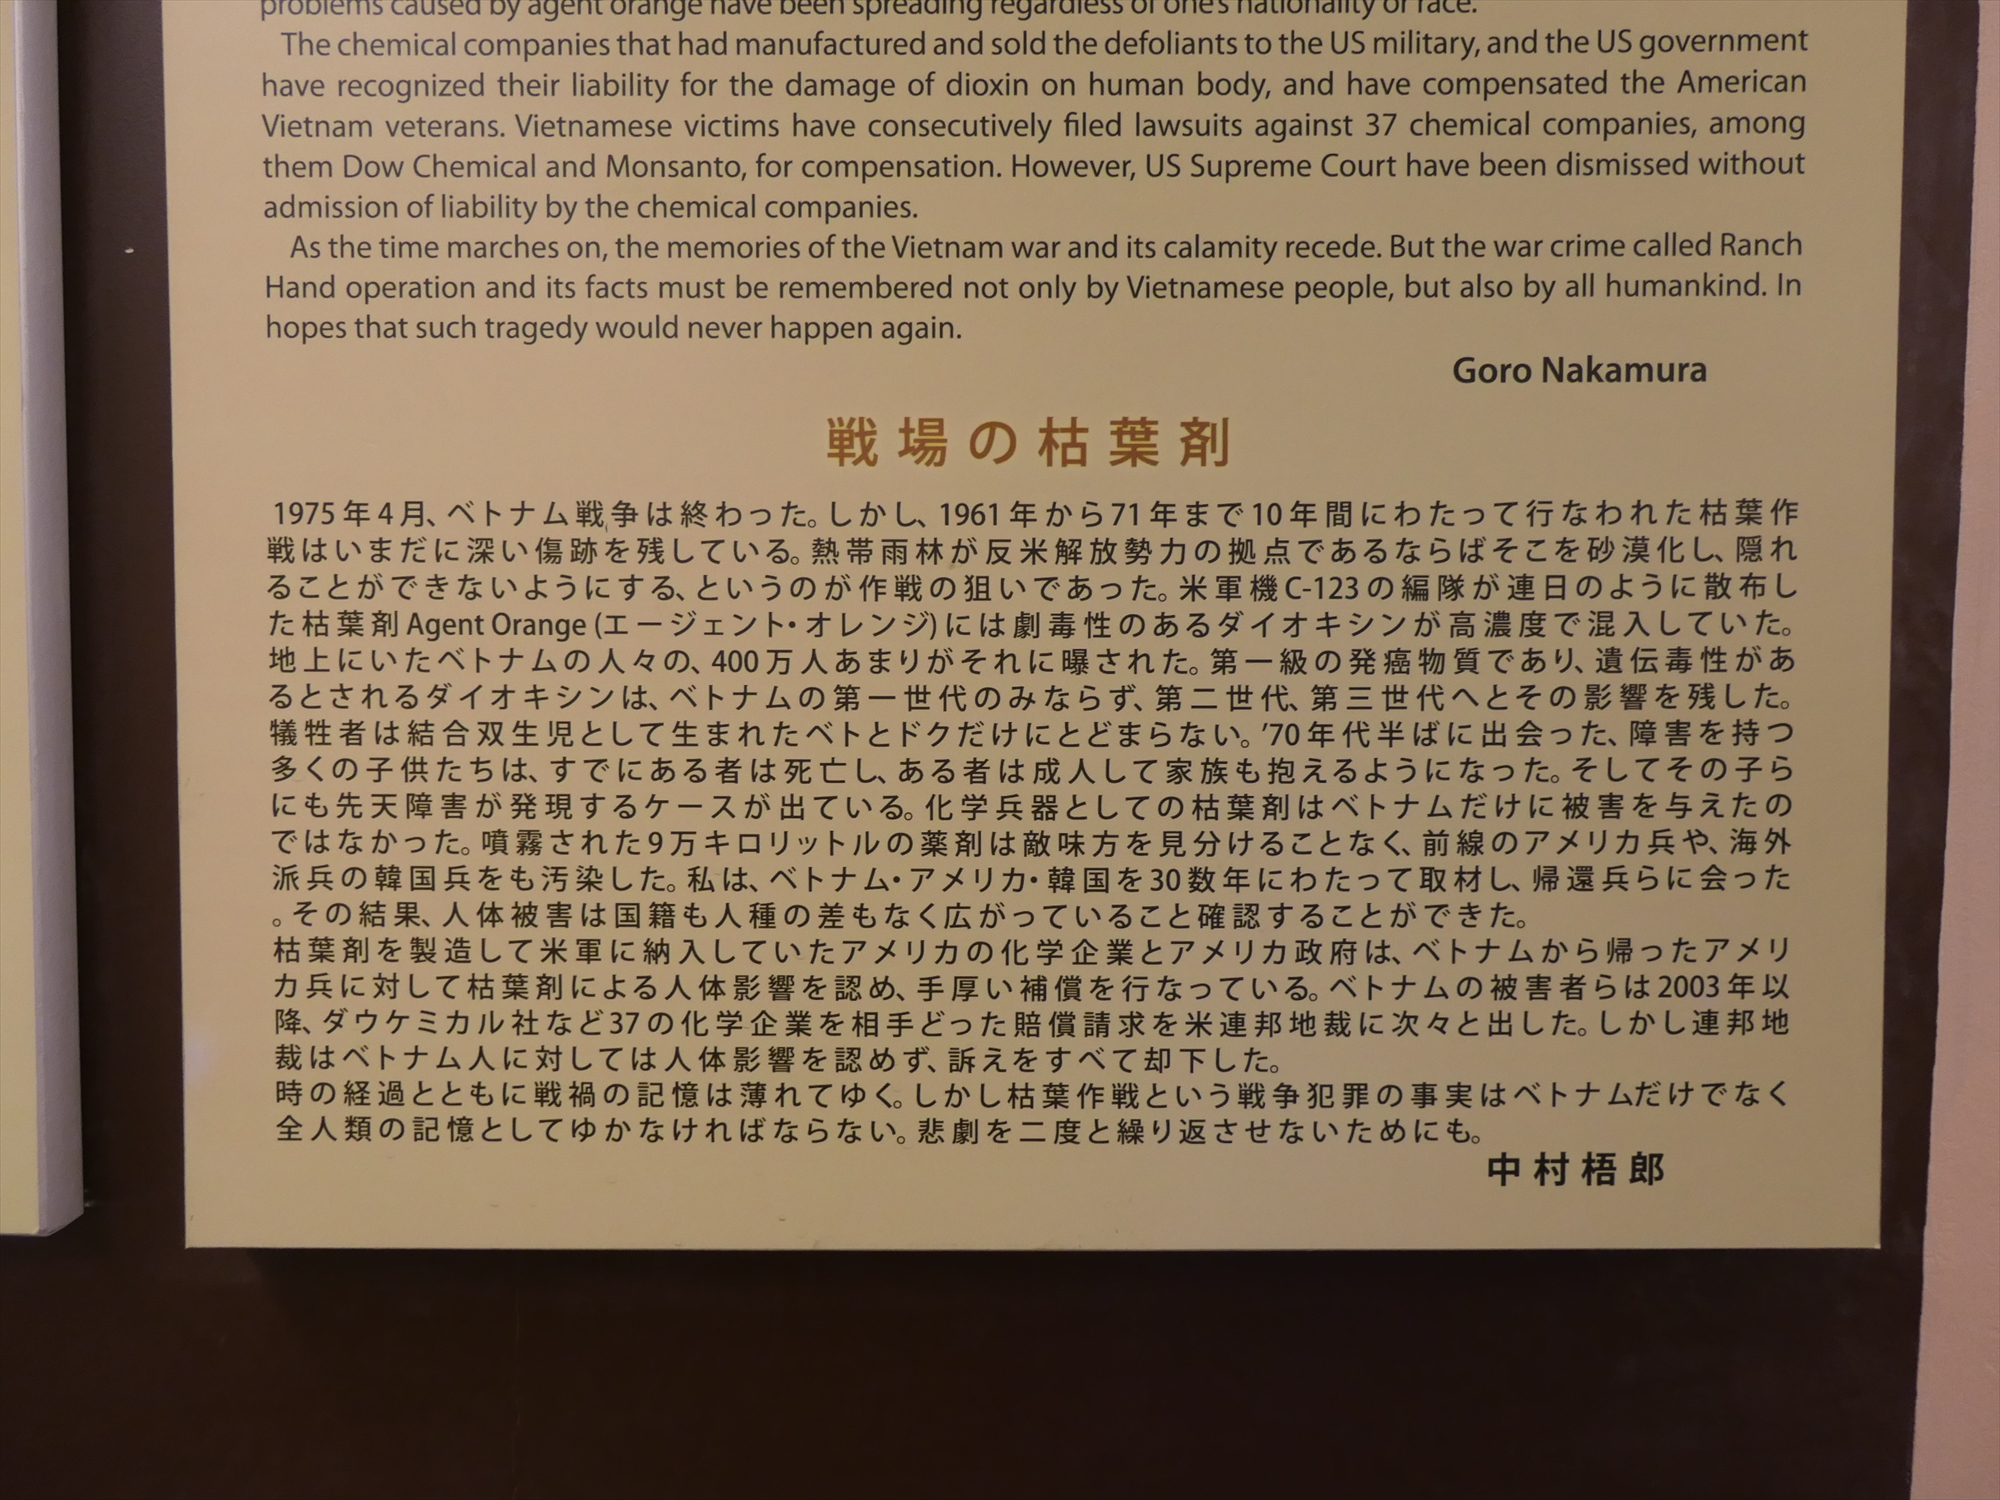 problems caused by agent orange have been spreading regardless of one's nationality or race.
The chemical companies that had manufactured and sold the defoliants to the US military, and the US government
have recognized their liability for the damage of dioxin on human body, and have compensated the American
Vietnam veterans. Vietnamese victims have consecutively filed lawsuits against 37 chemical companies, among
them Dow Chemical and Monsanto, for compensation. However, US Supreme Court have been dismissed without
admission of liability by the chemical companies.
As the time marches on, the memories of the Vietnam war and its calamity recede. But the war crime called Ranch
Hand operation and its facts must be remembered not only by Vietnamese people, but also by all humankind. In
hopes that such tragedy would never happen again.
Goro Nakamura
戦場の枯葉剤
1975年4月、ベトナム戦争は終わった。しかし、1961年から71年まで10年間にわたって行なわれた枯葉作
戦はいまだに深い傷跡を残している。熱帯雨林が反米解放勢力の拠点であるならばそこを砂漠化し、隠れ
ることができないようにする、というのが作戦の狙いであった。米軍機C-123の編隊が連日のように散布し
た枯葉剤Agent Orange (エージェント・オレンジ)には劇毒性のあるダイオキシンが高濃度で混入していた。
地上にいたベトナムの人々の、400万人あまりがそれに曝された。第一級の発癌物質であり、遺伝毒性があ
るとされるダイオキシンは、ベトナムの第一世代のみならず、第二世代、第三世代へとその影響を残した。
犠牲者は結合双生児として生まれたベトとドクだけにとどまらない。'70年代半ばに出会った、障害を持つ
多くの子供たちは、すでにある者は死亡し、ある者は成人して家族も抱えるようになった。そしてその子ら
にも先天障害が発現するケースが出ている。化学兵器としての枯葉剤はベトナムだけに被害を与えたの
ではなかった。噴霧された9万キロリットルの薬剤は敵味方を見分けることなく、前線のアメリカ兵や、海外
派兵の韓国兵をも汚染した。私は、ベトナム・アメリカ・韓国を30数年にわたって取材し、帰還兵らに会った
。その結果、人体被害は国籍も人種の差もなく広がっていること確認することができた。
枯葉剤を製造して米軍に納入していたアメリカの化学企業とアメリカ政府は、ベトナムから帰ったアメリ
カ兵に対して枯葉剤による人体影響を認め、手厚い補償を行なっている。ベトナムの被害者らは2003年以
降、ダウケミカル社など37の化学企業を相手どった賠償請求を米連邦地裁に次々と出した。しかし連邦地
裁はベトナム人に対しては人体影響を認めず、訴えをすべて却下した。
時の経過とともに戦禍の記憶は薄れてゆく。しかし枯葉作戦という戦争犯罪の事実はベトナムだけでなく
全人類の記憶としてゆかなければならない。悲劇を二度と繰り返させないためにも。
中村梧郎